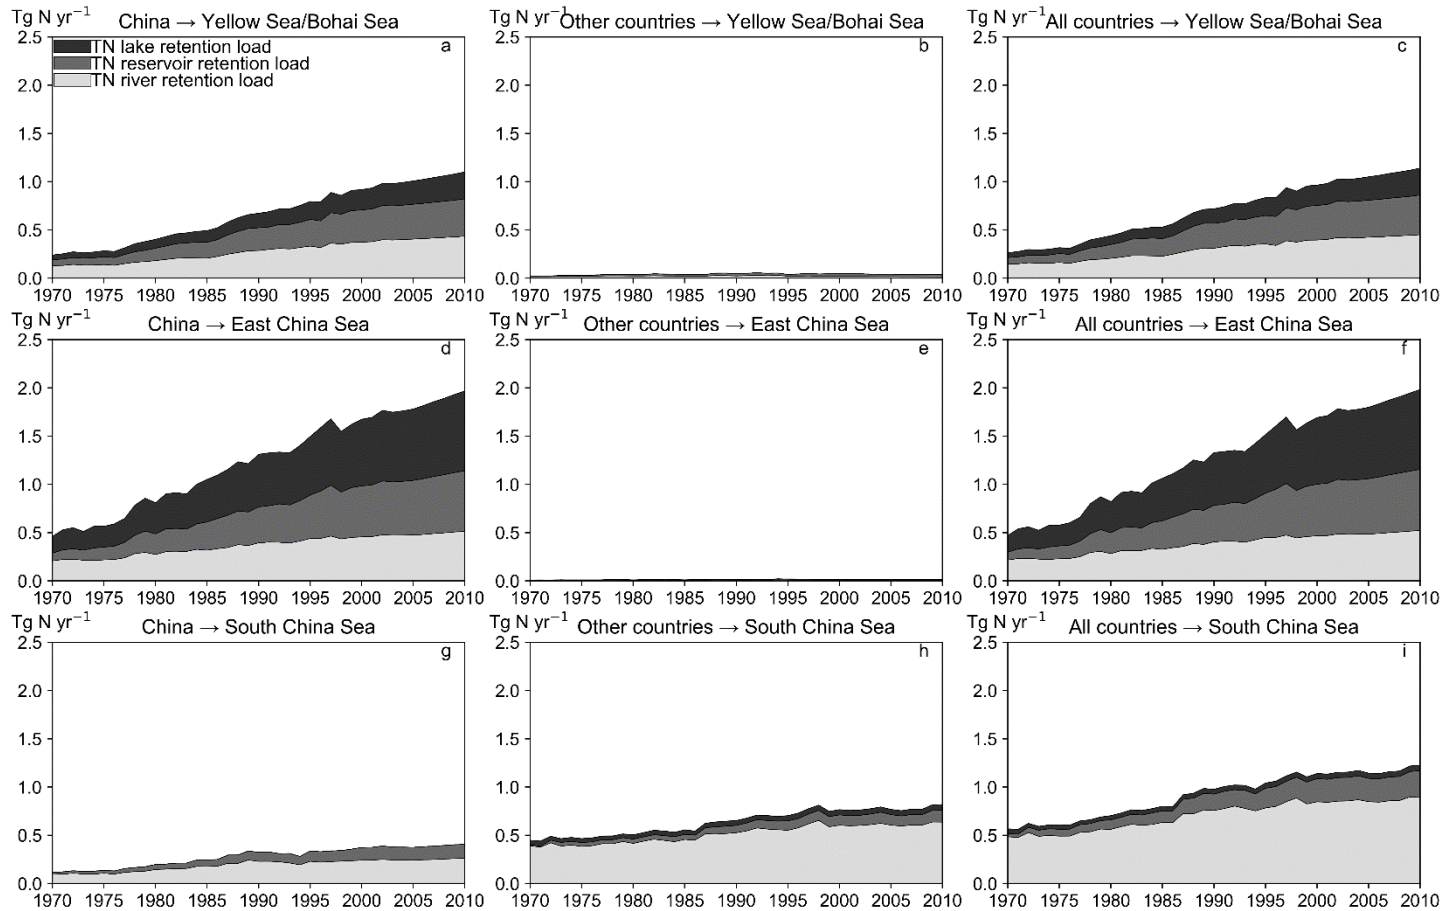 Tg N yr⁻¹ China → Yellow Sea/Bohai Sea
a
TN lake retention load
TN reservoir retention load
TN river retention load
2.5
2.0
1.5
1.0
0.5
0.0
1970 1975 1980 1985 1990 1995 2000 2005 2010
Tg N yr⁻¹ Other countries → Yellow Sea/Bohai Sea
b
2.5
2.0
1.5
1.0
0.5
0.0
1970 1975 1980 1985 1990 1995 2000 2005 2010
Tg N yr⁻¹ All countries → Yellow Sea/Bohai Sea
c
2.5
2.0
1.5
1.0
0.5
0.0
1970 1975 1980 1985 1990 1995 2000 2005 2010
Tg N yr⁻¹ China → East China Sea
d
2.5
2.0
1.5
1.0
0.5
0.0
1970 1975 1980 1985 1990 1995 2000 2005 2010
Tg N yr⁻¹ Other countries → East China Sea
e
2.5
2.0
1.5
1.0
0.5
0.0
1970 1975 1980 1985 1990 1995 2000 2005 2010
Tg N yr⁻¹ All countries → East China Sea
f
2.5
2.0
1.5
1.0
0.5
0.0
1970 1975 1980 1985 1990 1995 2000 2005 2010
Tg N yr⁻¹ China → South China Sea
g
2.5
2.0
1.5
1.0
0.5
0.0
1970 1975 1980 1985 1990 1995 2000 2005 2010
Tg N yr⁻¹ Other countries → South China Sea
h
2.5
2.0
1.5
1.0
0.5
0.0
1970 1975 1980 1985 1990 1995 2000 2005 2010
Tg N yr⁻¹ All countries → South China Sea
i
2.5
2.0
1.5
1.0
0.5
0.0
1970 1975 1980 1985 1990 1995 2000 2005 2010